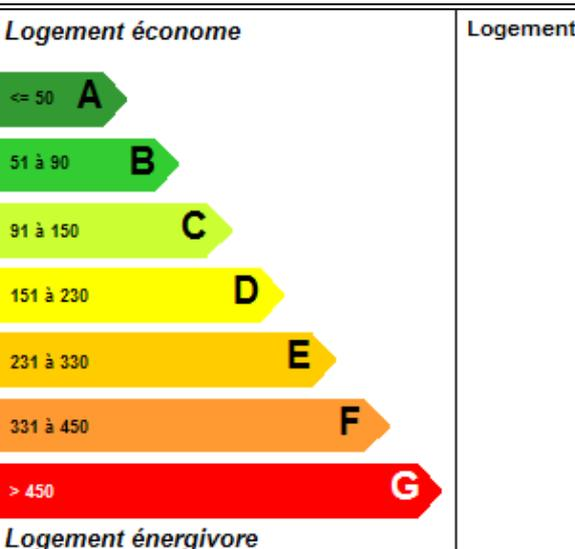 Logement économe
Logement
<= 50 A
51 à 90 B
91 à 150 C
151 à 230 D
231 à 330 E
331 à 450 F
> 450 G
Logement énergivore